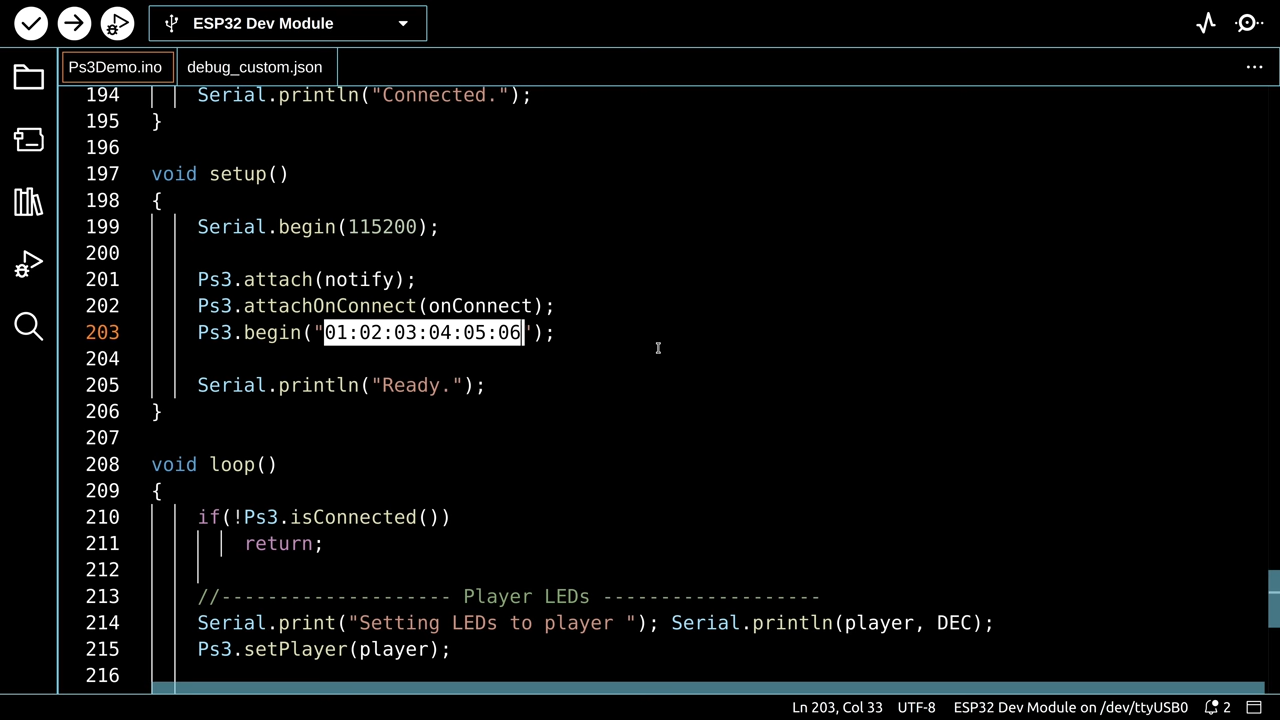 ESP32 Dev Module
Ps3Demo.ino
debug_custom.json
194 Serial.println("Connected.");
195 }
196
197 void setup()
198 {
199 Serial.begin(115200);
200
201 Ps3.attach(notify);
202 Ps3.attachOnConnect(onConnect);
203 Ps3.begin("01:02:03:04:05:06");
204
205 Serial.println("Ready.");
206 }
207
208 void loop()
209 {
210 if(!Ps3.isConnected())
211 return;
212
213 //-------------------- Player LEDs -------------------
214 Serial.print("Setting LEDs to player "); Serial.println(player, DEC);
215 Ps3.setPlayer(player);
216
Ln 203, Col 33 UTF-8 ESP32 Dev Module on /dev/ttyUSB0 2